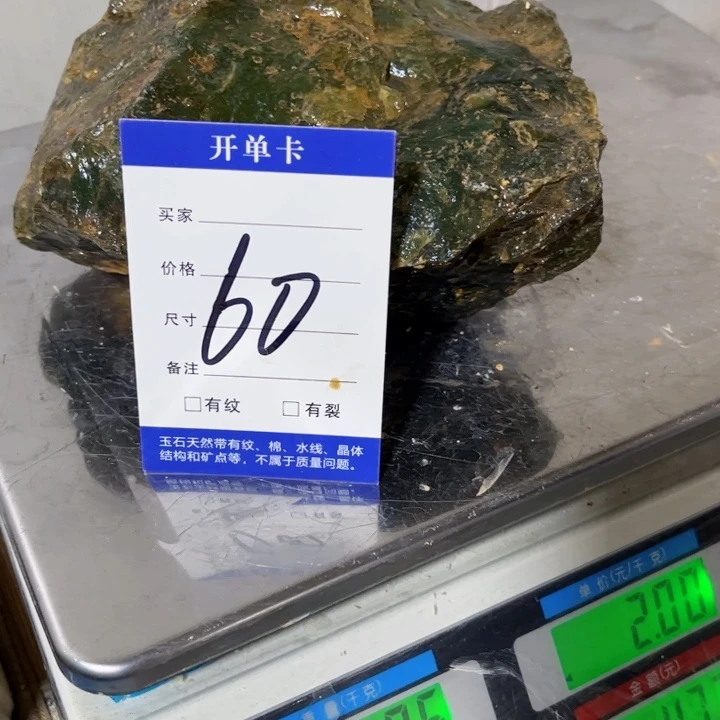 开单卡
买家
价格
60
尺寸
备注
□有纹 □有裂
玉石天然带有纹、棉、水线、晶体
结构和矿点等，不属于质量问题。
单价(元/千克)
2.00
金额(元)
量(千克)